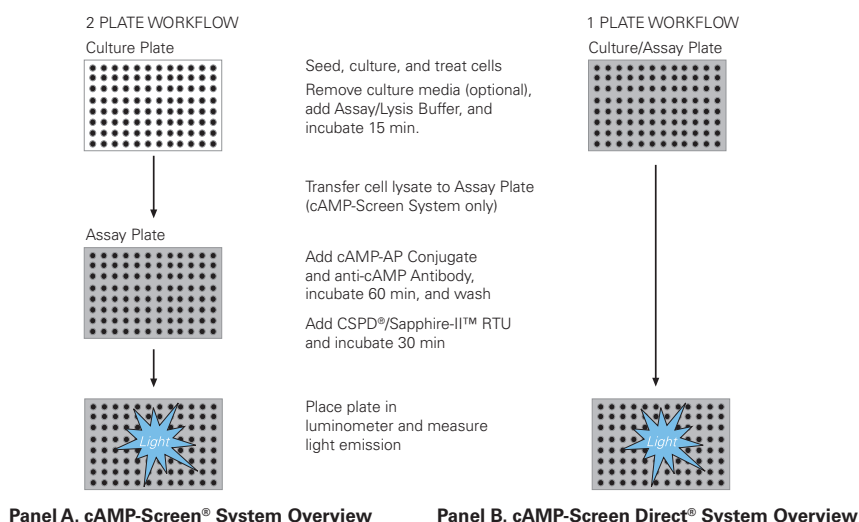 2 PLATE WORKFLOW
Culture Plate
Seed, culture, and treat cells
Remove culture media (optional),
add Assay/Lysis Buffer, and
incubate 15 min.
Transfer cell lysate to Assay Plate
(cAMP-Screen System only)
Assay Plate
Add cAMP-AP Conjugate
and anti-cAMP Antibody,
incubate 60 min, and wash
Add CSPD®/Sapphire-II™ RTU
and incubate 30 min
Light
Place plate in
luminometer and measure
light emission
1 PLATE WORKFLOW
Culture/Assay Plate
Light
Panel A. cAMP-Screen® System Overview
Panel B. cAMP-Screen Direct® System Overview